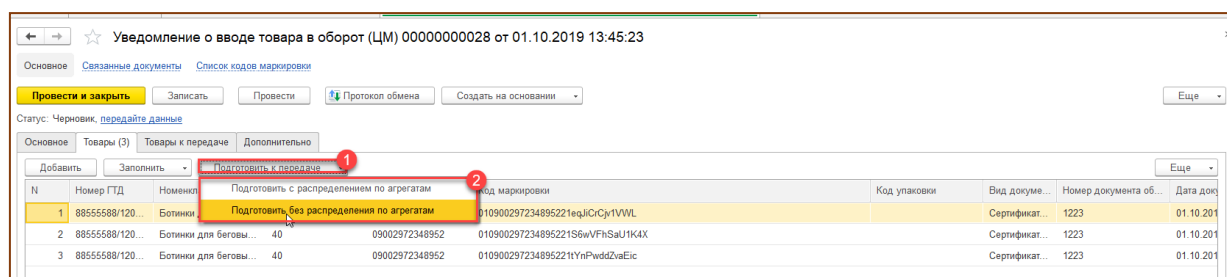 Уведомление о вводе товара в оборот (ЦМ) 00000000028 от 01.10.2019 13:45:23
Основное Связанные документы Список кодов маркировки
Провести и закрыть Записать Провести Протокол обмена Создать на основании Еще
Статус: Черновик, передайте данные
Основное Товары (3) Товары к передаче Дополнительно
Добавить Заполнить Подготовить к передаче 1 Еще
N Номер ГТД Номенкл Подготовить с распределением по агрегатам 2 Код маркировки Код упаковки Вид докуме... Номер документа об... Дата доку
1 88555588/120... Ботинки Подготовить без распределения по агрегатам 010900297234895221eqJiCrCjv1VWL Сертификат... 1223 01.10.201
2 88555588/120... Ботинки для беговы... 40 09002972348952 010900297234895221S6wVFhSaU1K4X Сертификат... 1223 01.10.201
3 88555588/120... Ботинки для беговы... 40 09002972348952 010900297234895221tYnPwddZvaEic Сертификат... 1223 01.10.201